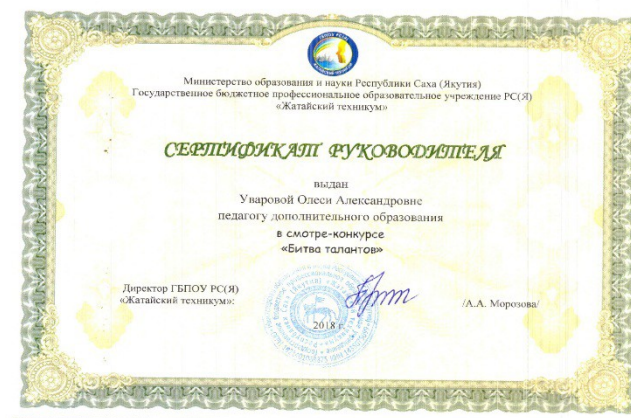 Министерство образования и науки Республики Саха (Якутия)
Государственное бюджетное профессиональное образовательное учреждение РС(Я)
«Жатайский техникум»
СЕРТИФИКАТ РУКОВОДИТЕЛЯ
выдан
Уваровой Олеси Александровне
педагогу дополнительного образования
в смотре-конкурсе
«Битва талантов»
Директор ГБПОУ РС(Я)
«Жатайский техникум»:
/А.А. Морозова/
2018 г.